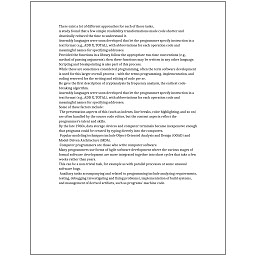 There exist a lot of different approaches for each of those tasks.
A study found that a few simple readability transformations made code shorter and
drastically reduced the time to understand it.
Assembly languages were soon developed that let the programmer specify instruction in a
text format (e.g., ADD X, TOTAL), with abbreviations for each operation code and
meaningful names for specifying addresses.
Provided the functions in a library follow the appropriate run-time conventions (e.g.,
method of passing arguments), then these functions may be written in any other language.
Scripting and breakpointing is also part of this process.
While these are sometimes considered programming, often the term software development
is used for this larger overall process – with the terms programming, implementation, and
coding reserved for the writing and editing of code per se.
He gave the first description of cryptanalysis by frequency analysis, the earliest code-
breaking algorithm.
Assembly languages were soon developed that let the programmer specify instruction in a
text format (e.g., ADD X, TOTAL), with abbreviations for each operation code and
meaningful names for specifying addresses.
Some of these factors include:
The presentation aspects of this (such as indents, line breaks, color highlighting, and so on)
are often handled by the source code editor, but the content aspects reflect the
programmer's talent and skills.
By the late 1960s, data storage devices and computer terminals became inexpensive enough
that programs could be created by typing directly into the computers.
Popular modeling techniques include Object-Oriented Analysis and Design (OOAD) and
Model-Driven Architecture (MDA).
Computer programmers are those who write computer software.
Many programmers use forms of Agile software development where the various stages of
formal software development are more integrated together into short cycles that take a few
weeks rather than years.
This can be a non-trivial task, for example as with parallel processes or some unusual
software bugs.
Auxiliary tasks accompanying and related to programming include analyzing requirements,
testing, debugging (investigating and fixing problems), implementation of build systems,
and management of derived artifacts, such as programs' machine code.